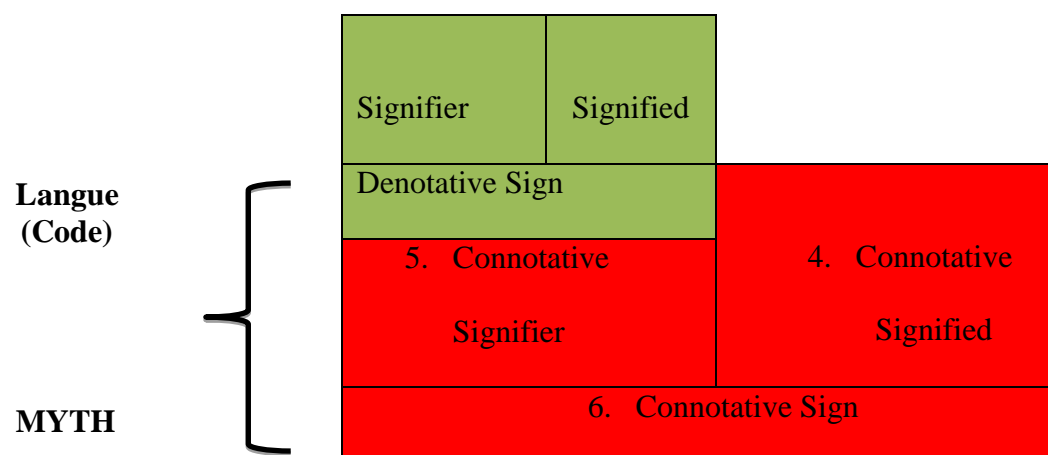 Signifier
Signified
Denotative Sign
Langue
(Code)
5. Connotative
Signifier
4. Connotative
Signified
6. Connotative Sign
MYTH